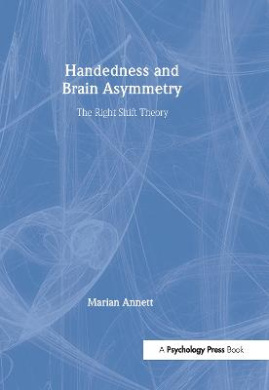 Handedness and
Brain Asymmetry
The Right Shift Theory
Marian Annett
A Psychology Press Book